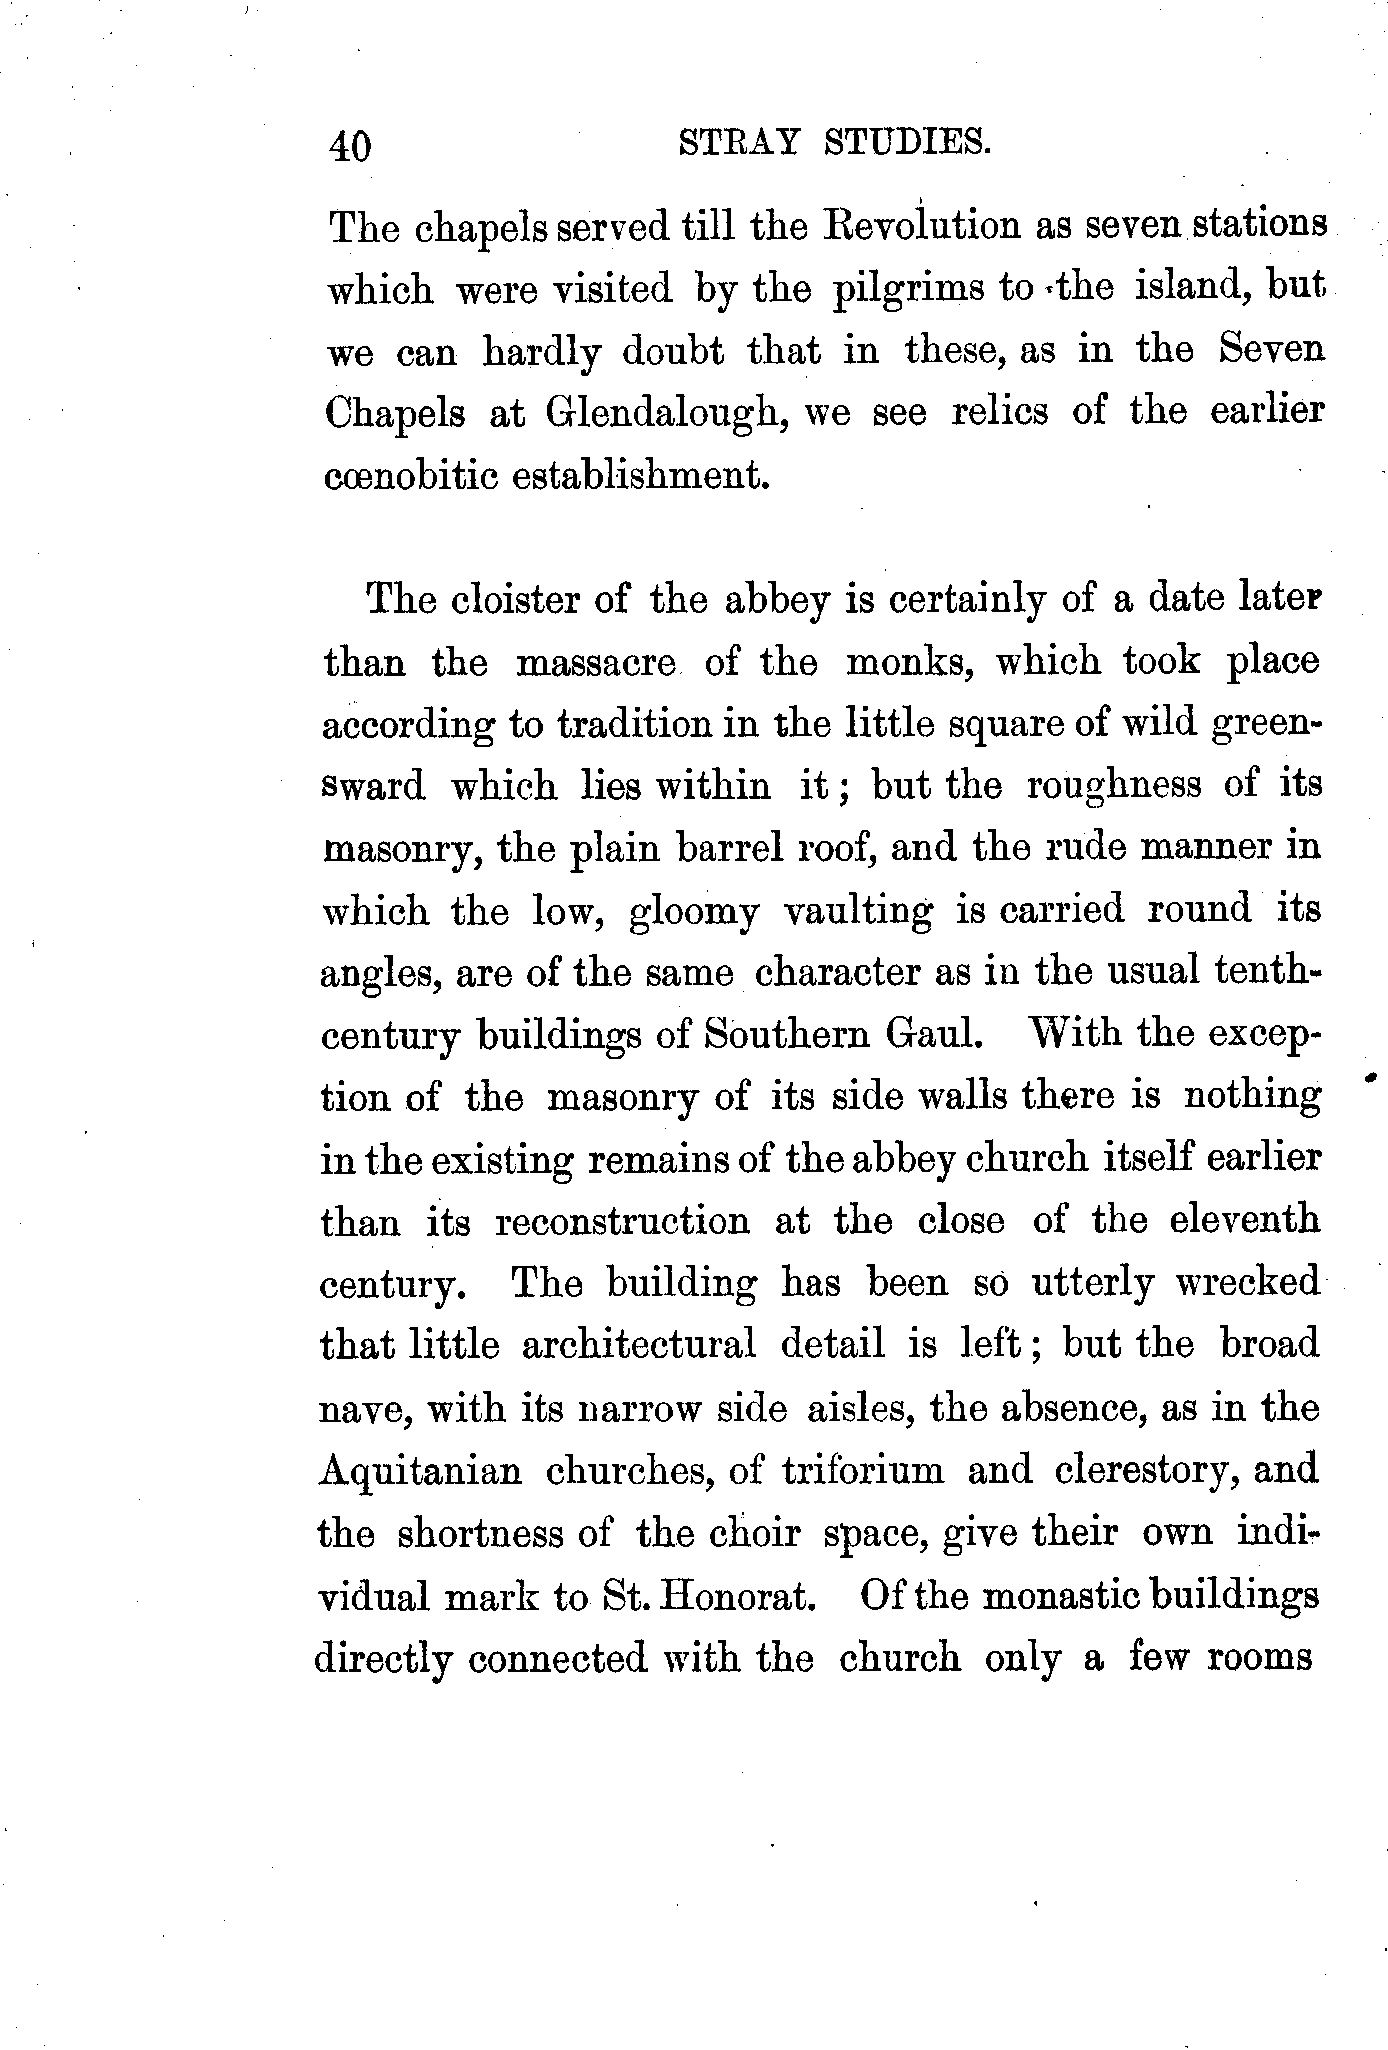 40 STRAY STUDIES.
The chapels served till the Revolution as seven stations
which were visited by the pilgrims to the island, but
we can hardly doubt that in these, as in the Seven
Chapels at Glendalough, we see relics of the earlier
cœnobitic establishment.
The cloister of the abbey is certainly of a date later
than the massacre of the monks, which took place
according to tradition in the little square of wild green-
sward which lies within it; but the roughness of its
masonry, the plain barrel roof, and the rude manner in
which the low, gloomy vaulting is carried round its
angles, are of the same character as in the usual tenth-
century buildings of Southern Gaul. With the excep-
tion of the masonry of its side walls there is nothing
in the existing remains of the abbey church itself earlier
than its reconstruction at the close of the eleventh
century. The building has been so utterly wrecked
that little architectural detail is left; but the broad
nave, with its narrow side aisles, the absence, as in the
Aquitanian churches, of triforium and clerestory, and
the shortness of the choir space, give their own indi-
vidual mark to St. Honorat. Of the monastic buildings
directly connected with the church only a few rooms